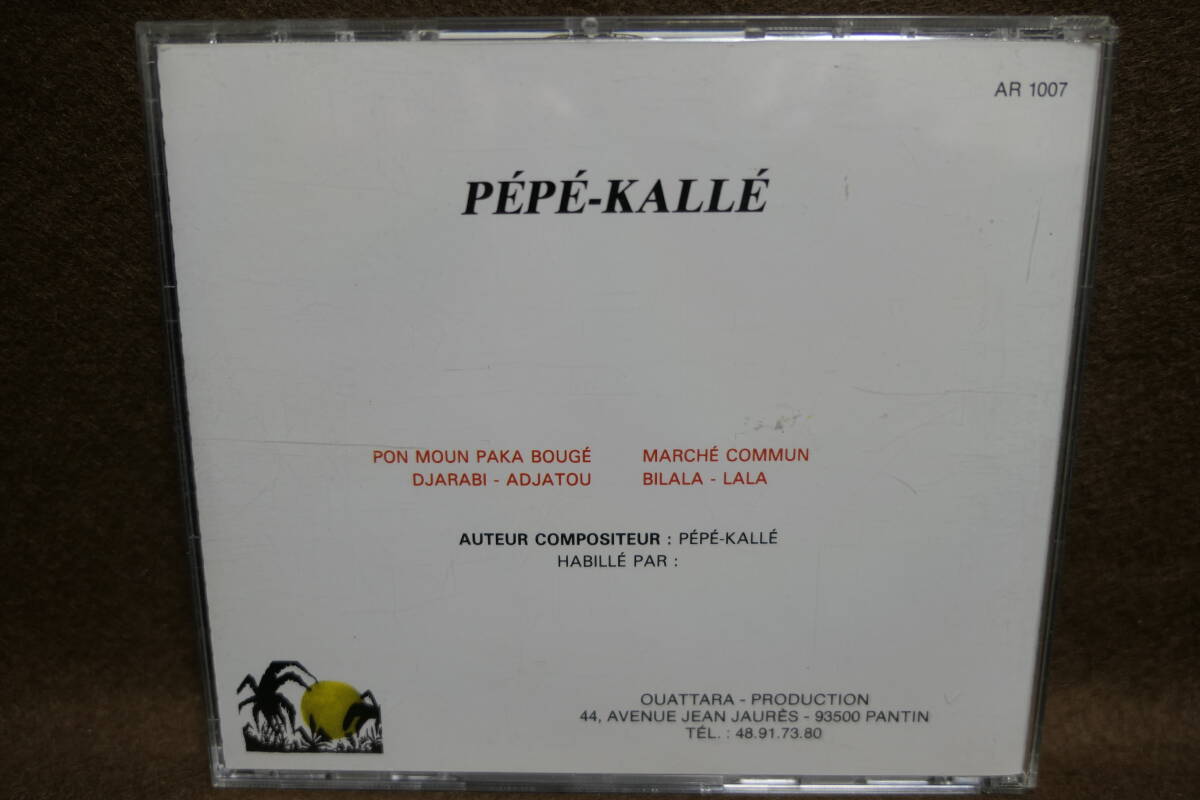 AR 1007
PÉPÉ-KALLÉ
PON MOUN PAKA BOUGÉ
DJARABI - ADJATOU
MARCHÉ COMMUN
BILALA - LALA
AUTEUR COMPOSITEUR : PÉPÉ-KALLÉ
HABILLÉ PAR :
OUATTARA - PRODUCTION
44, AVENUE JEAN JAURÈS - 93500 PANTIN
TÉL. : 48.91.73.80